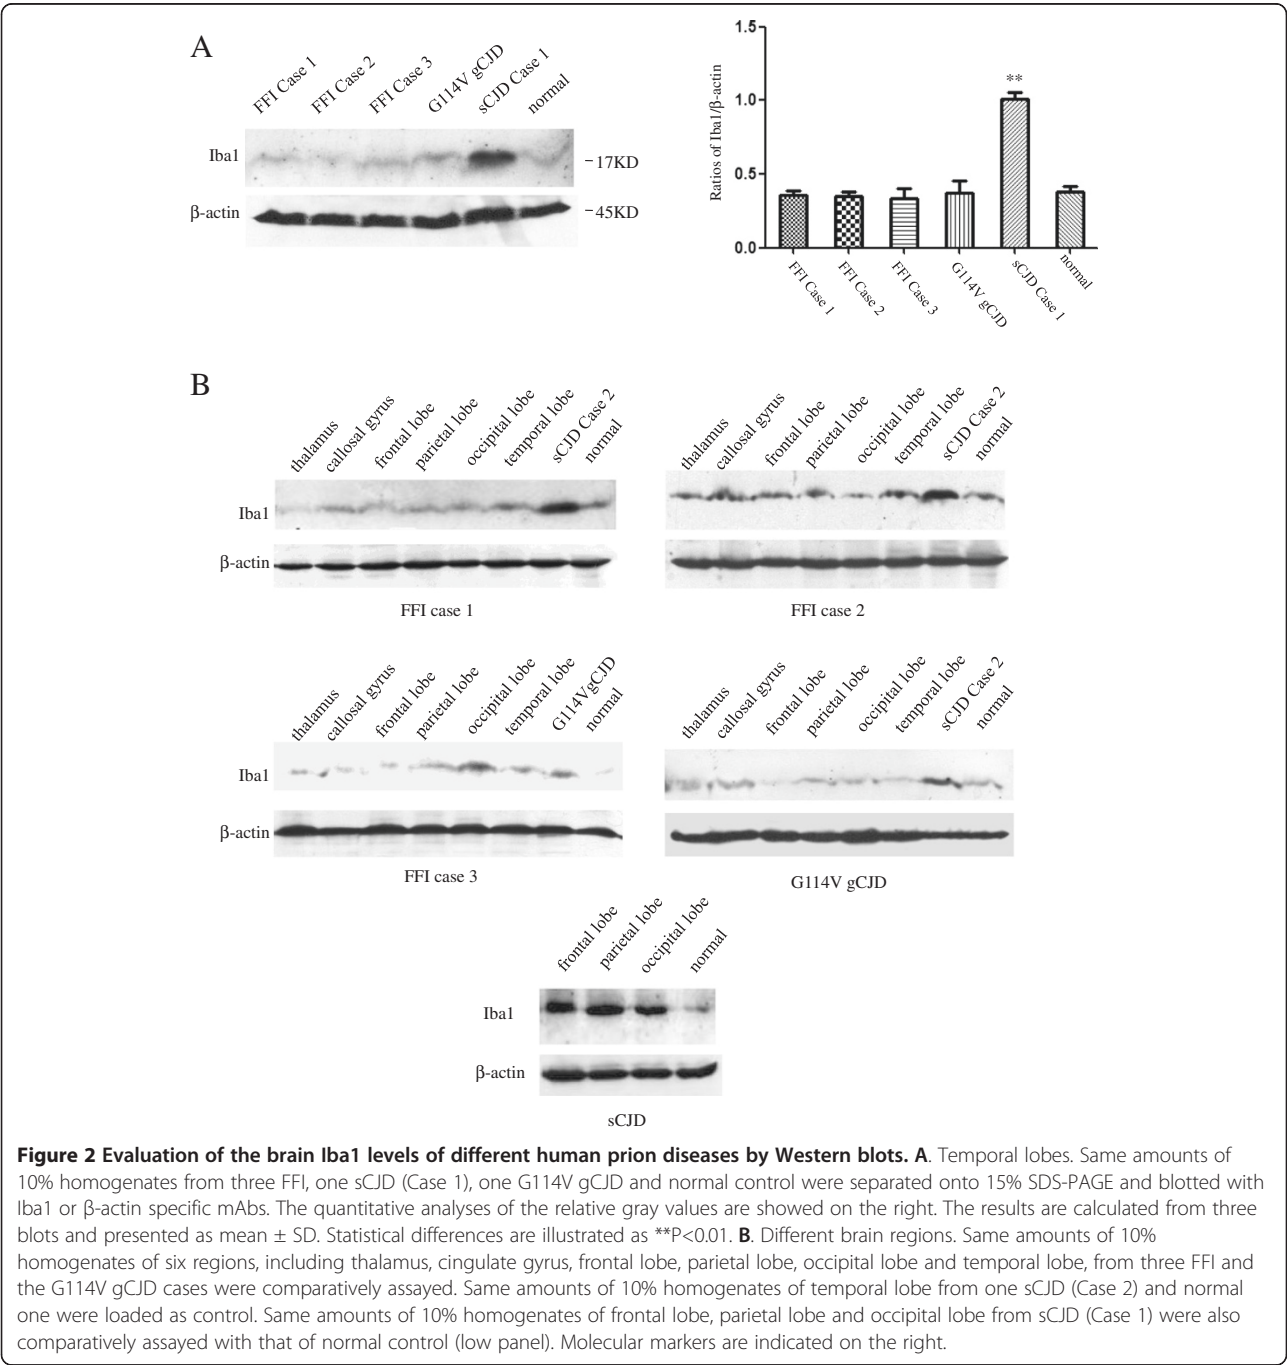 A
FFI Case 1
FFI Case 2
FFI Case 3
G114V gCJD
sCJD Case 1
normal
Iba1
-17KD
β-actin
-45KD
Ratios of Iba1/β-actin
1.5
1.0
0.5
0.0
**
FFI Case 1
FFI Case 2
FFI Case 3
G114V gCJD
sCJD Case 1
normal
B
thalamus
callosal gyrus
frontal lobe
parietal lobe
occipital lobe
temporal lobe
sCJD Case 2
normal
Iba1
β-actin
FFI case 1
thalamus
callosal gyrus
frontal lobe
parietal lobe
occipital lobe
temporal lobe
sCJD Case 2
normal
FFI case 2
thalamus
callosal gyrus
frontal lobe
parietal lobe
occipital lobe
temporal lobe
G114VgCJD
normal
Iba1
β-actin
FFI case 3
thalamus
callosal gyrus
frontal lobe
parietal lobe
occipital lobe
temporal lobe
sCJD Case 2
normal
G114V gCJD
frontal lobe
parietal lobe
occipital lobe
normal
Iba1
β-actin
sCJD
Figure 2 Evaluation of the brain Iba1 levels of different human prion diseases by Western blots. A. Temporal lobes. Same amounts of
10% homogenates from three FFI, one sCJD (Case 1), one G114V gCJD and normal control were separated onto 15% SDS-PAGE and blotted with
Iba1 or β-actin specific mAbs. The quantitative analyses of the relative gray values are showed on the right. The results are calculated from three
blots and presented as mean ± SD. Statistical differences are illustrated as **P<0.01. B. Different brain regions. Same amounts of 10%
homogenates of six regions, including thalamus, cingulate gyrus, frontal lobe, parietal lobe, occipital lobe and temporal lobe, from three FFI and
the G114V gCJD cases were comparatively assayed. Same amounts of 10% homogenates of temporal lobe from one sCJD (Case 2) and normal
one were loaded as control. Same amounts of 10% homogenates of frontal lobe, parietal lobe and occipital lobe from sCJD (Case 1) were also
comparatively assayed with that of normal control (low panel). Molecular markers are indicated on the right.